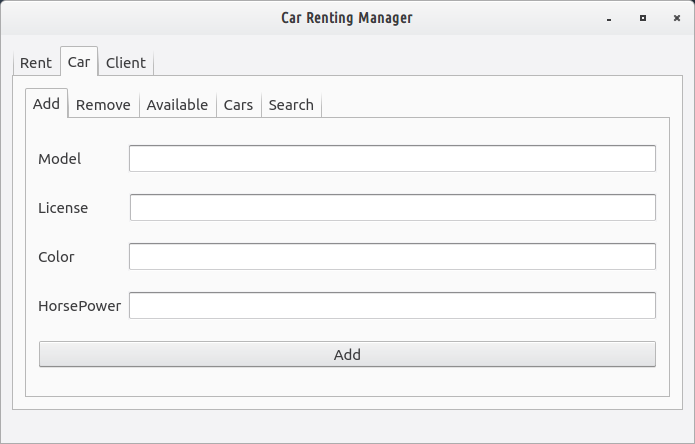 Car Renting Manager
Rent Car Client
Add Remove Available Cars Search
Model
License
Color
HorsePower
Add